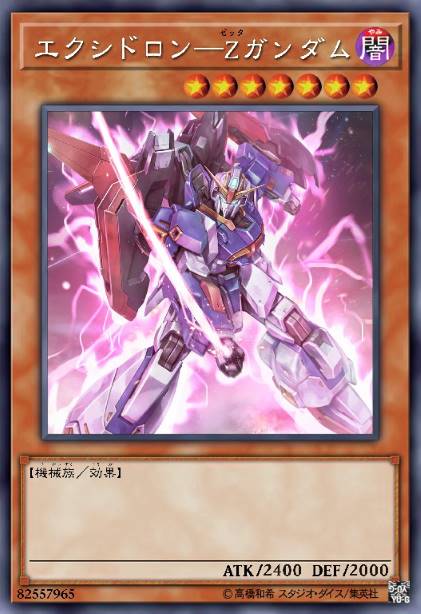 ゼッタ
エクシドロン―Zガンダム
やみ
闇
【機械族／効果】
ATK/2400 DEF/2000
82557965 © 高橋和希 スタジオ・ダイス/集英社